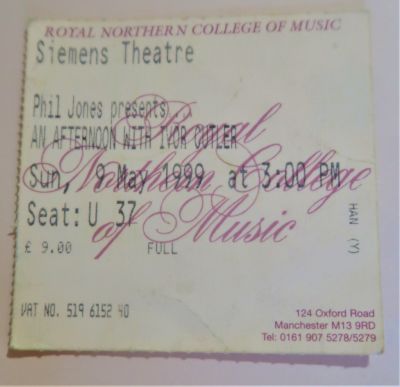 ROYAL NORTHERN COLLEGE OF MUSIC
Siemens Theatre
Phil Jones presents
AN AFTERNOON WITH IVOR CUTLER
Sun, 9 May 1999 at 3:00 PM
Seat: U 37
£ 9.00 FULL
HAN (Y)
VAT NO. 519 6152 40
Royal
Northern College
of Music
124 Oxford Road
Manchester M13 9RD
Tel: 0161 907 5278/5279